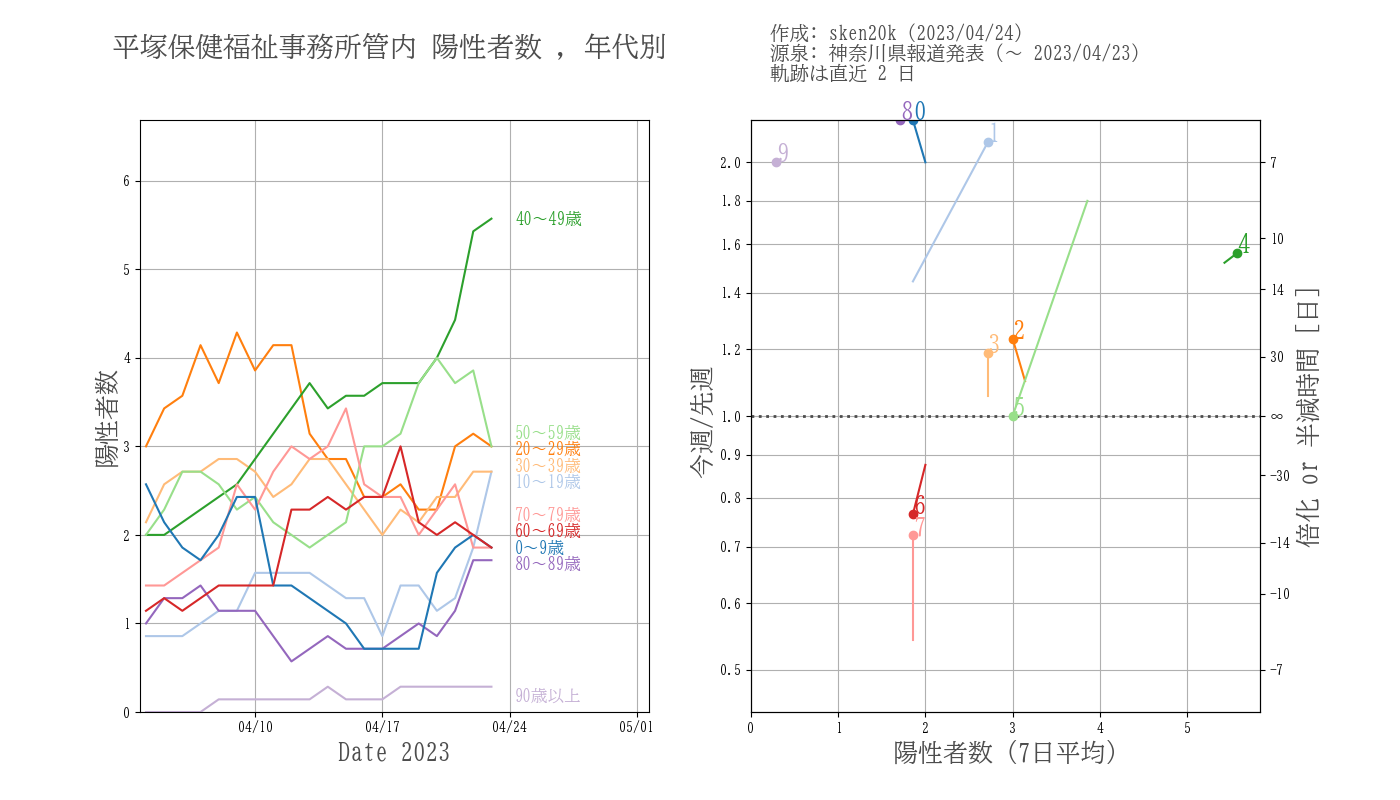 平塚保健福祉事務所管内 陽性者数 , 年代別
作成: sken20k (2023/04/24)
源泉: 神奈川県報道発表 (～ 2023/04/23)
軌跡は直近 2 日
陽性者数
6
5
4
3
2
1
0
04/10
04/17
04/24
05/01
Date 2023
40～49歳
50～59歳
20～29歳
30～39歳
10～19歳
70～79歳
60～69歳
0～9歳
80～89歳
90歳以上
今週/先週
2.0
1.8
1.6
1.4
1.2
1.0
0.9
0.8
0.7
0.6
0.5
0
1
2
3
4
5
陽性者数 (7日平均)
8
0
1
9
4
2
3
5
6
7
7
10
14
30
∞
-30
-14
-10
-7
倍化 or 半減時間 [日]